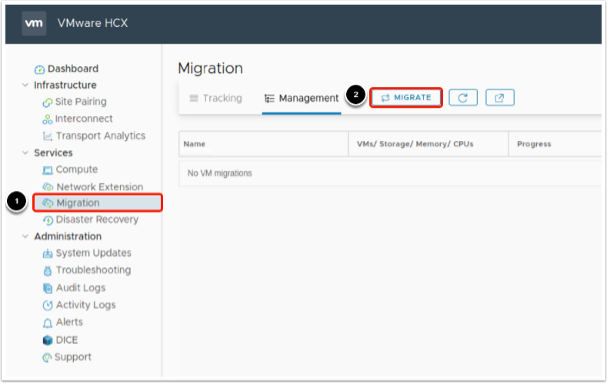 vm VMware HCX
Dashboard
Infrastructure
Site Pairing
Interconnect
Transport Analytics
Services
Compute
Network Extension
1 Migration
Disaster Recovery
Administration
System Updates
Troubleshooting
Audit Logs
Activity Logs
Alerts
DICE
Support
Migration
Tracking Management 2 MIGRATE
Name VMs/ Storage/ Memory/ CPUs Progress
No VM migrations